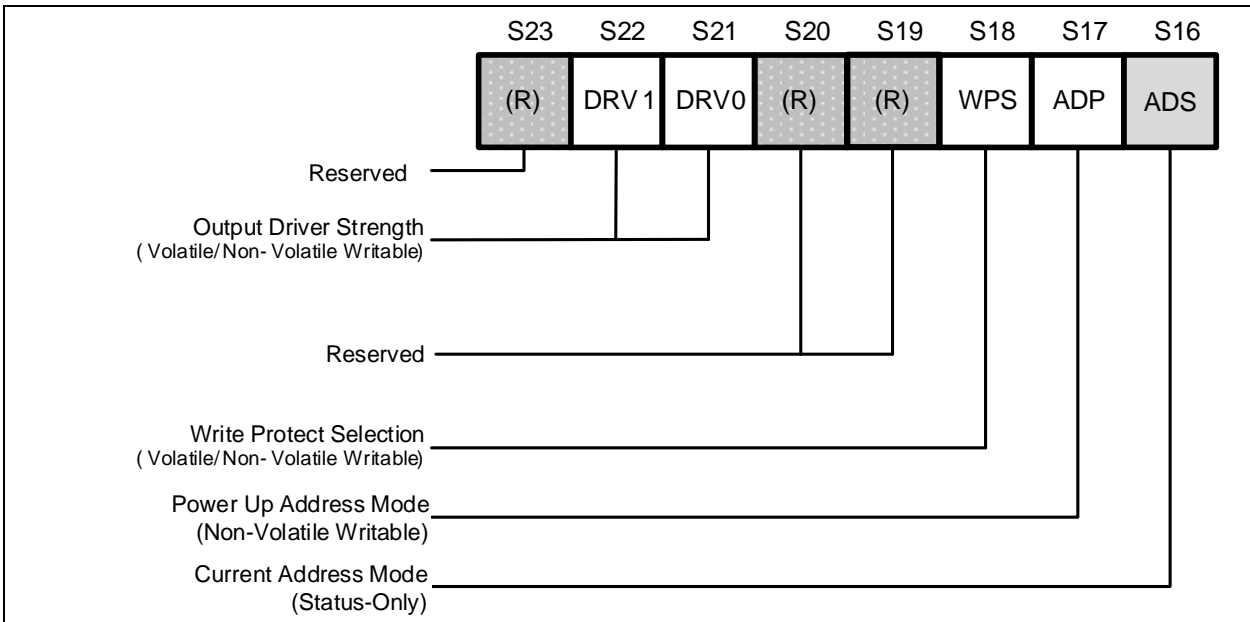 S23 S22 S21 S20 S19 S18 S17 S16
(R) DRV 1 DRV0 (R) (R) WPS ADP ADS
Reserved
Output Driver Strength
( Volatile/Non- Volatile Writable)
Reserved
Write Protect Selection
( Volatile/Non- Volatile Writable)
Power Up Address Mode
(Non-Volatile Writable)
Current Address Mode
(Status-Only)